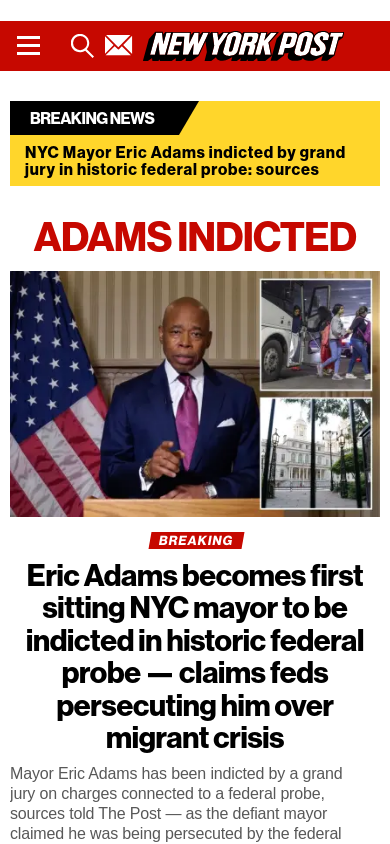 NEW YORK POST
BREAKING NEWS
NYC Mayor Eric Adams indicted by grand
jury in historic federal probe: sources
ADAMS INDICTED
BREAKING
Eric Adams becomes first
sitting NYC mayor to be
indicted in historic federal
probe — claims feds
persecuting him over
migrant crisis
Mayor Eric Adams has been indicted by a grand
jury on charges connected to a federal probe,
sources told The Post — as the defiant mayor
claimed he was being persecuted by the federal